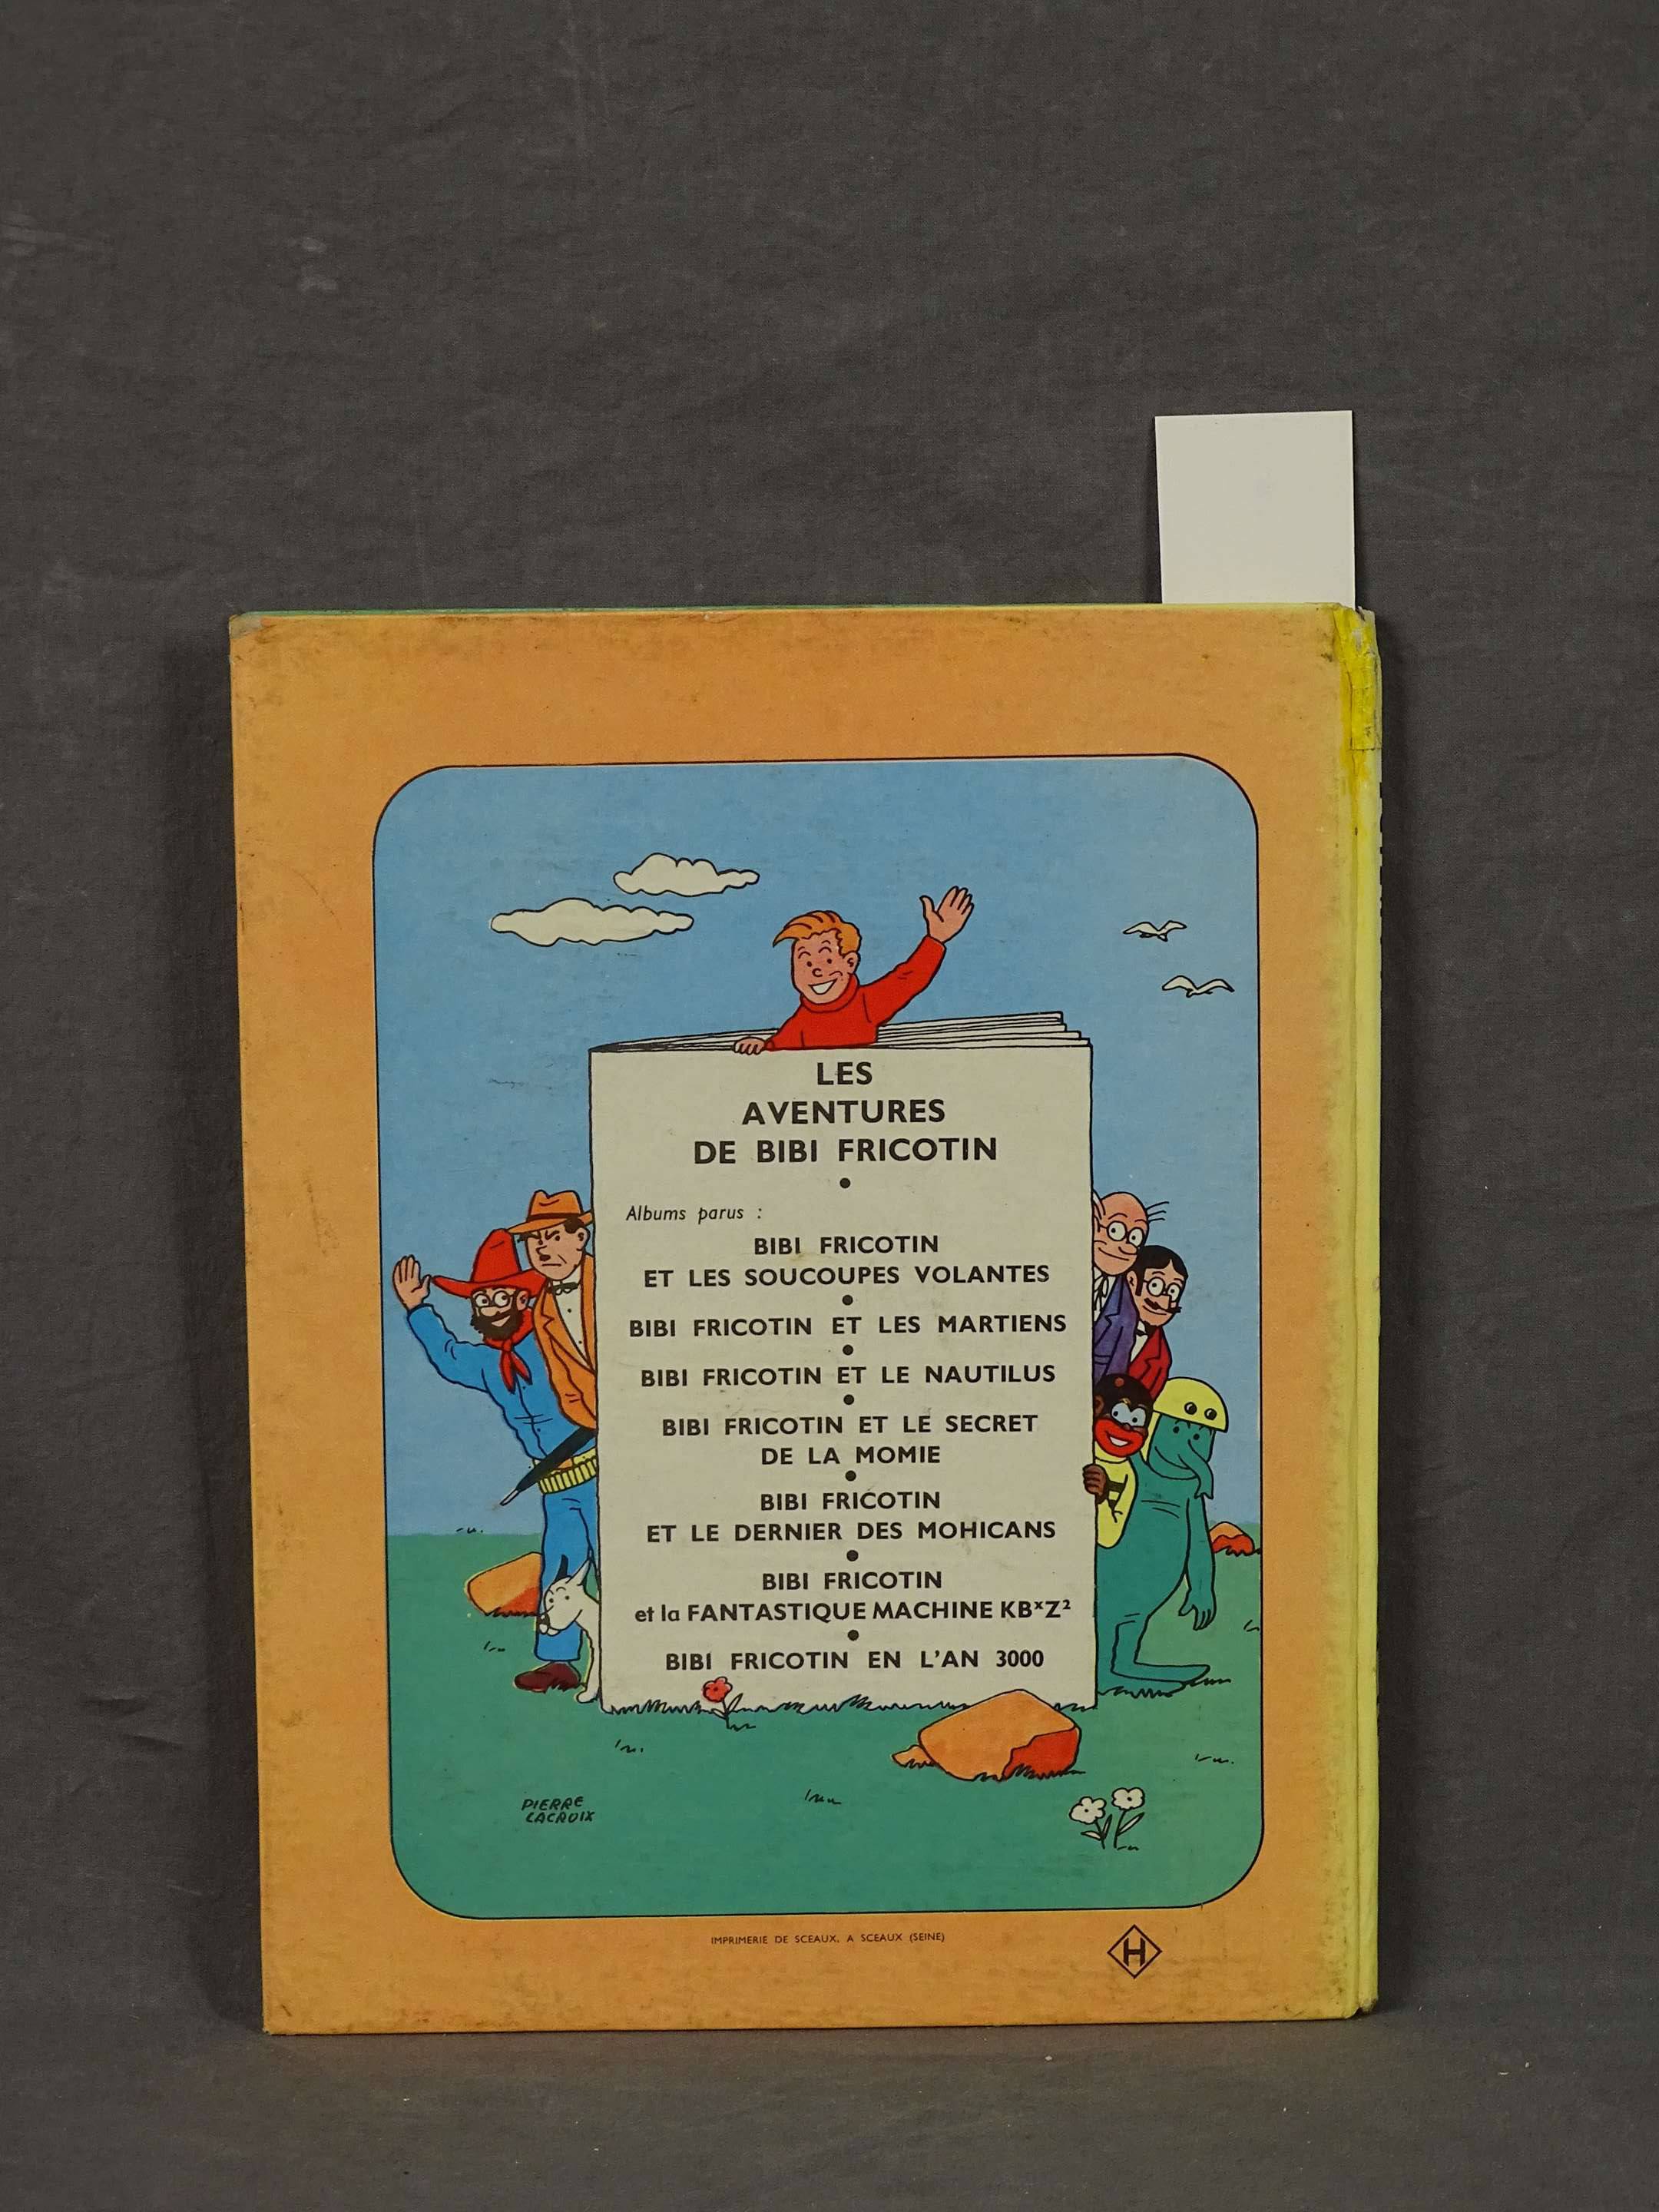 LES
AVENTURES
DE BIBI FRICOTIN
Albums parus :
BIBI FRICOTIN
ET LES SOUCOUPES VOLANTES
BIBI FRICOTIN ET LES MARTIENS
BIBI FRICOTIN ET LE NAUTILUS
BIBI FRICOTIN ET LE SECRET
DE LA MOMIE
BIBI FRICOTIN
ET LE DERNIER DES MOHICANS
BIBI FRICOTIN
et la FANTASTIQUE MACHINE KBˣZ²
BIBI FRICOTIN EN L'AN 3000
PIERRE
LACROIX
IMPRIMERIE DE SCEAUX, A SCEAUX (SEINE)
H